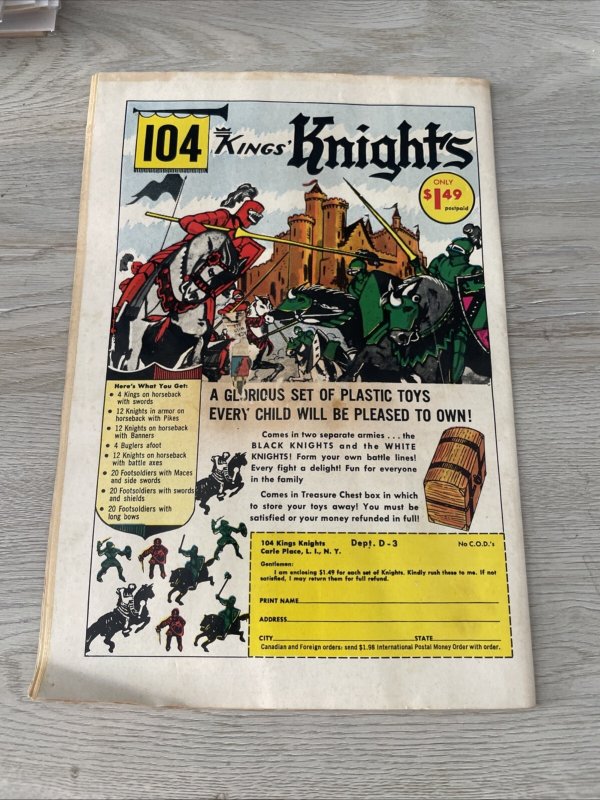 104 KINGS' Knights
ONLY
$1 49
postpaid
Here's What You Get:
• 4 Kings on horseback
with swords
• 12 Knights in armor on
horseback with Pikes
• 12 Knights on horseback
with Banners
• 4 Buglers afoot
• 12 Knights on horseback
with battle axes
• 20 Footsoldiers with Maces
and side swords
• 20 Footsoldiers with swords
and shields
• 20 Footsoldiers with
long bows
A GLORIOUS SET OF PLASTIC TOYS
EVERY CHILD WILL BE PLEASED TO OWN!
Comes in two separate armies . . . the
BLACK KNIGHTS and the WHITE
KNIGHTS! Form your own battle lines!
Every fight a delight! Fun for everyone
in the family
Comes in Treasure Chest box in which
to store your toys away! You must be
satisfied or your money refunded in full!
104 Kings Knights Dept. D-3 No C.O.D.'s
Carle Place, L. I., N. Y.
Gentlemen:
I am enclosing $1.49 for each set of Knights. Kindly rush these to me. If not
satisfied, I may return them for full refund.
PRINT NAME
ADDRESS
CITY STATE
Canadian and Foreign orders: send $1.98 International Postal Money Order with order.